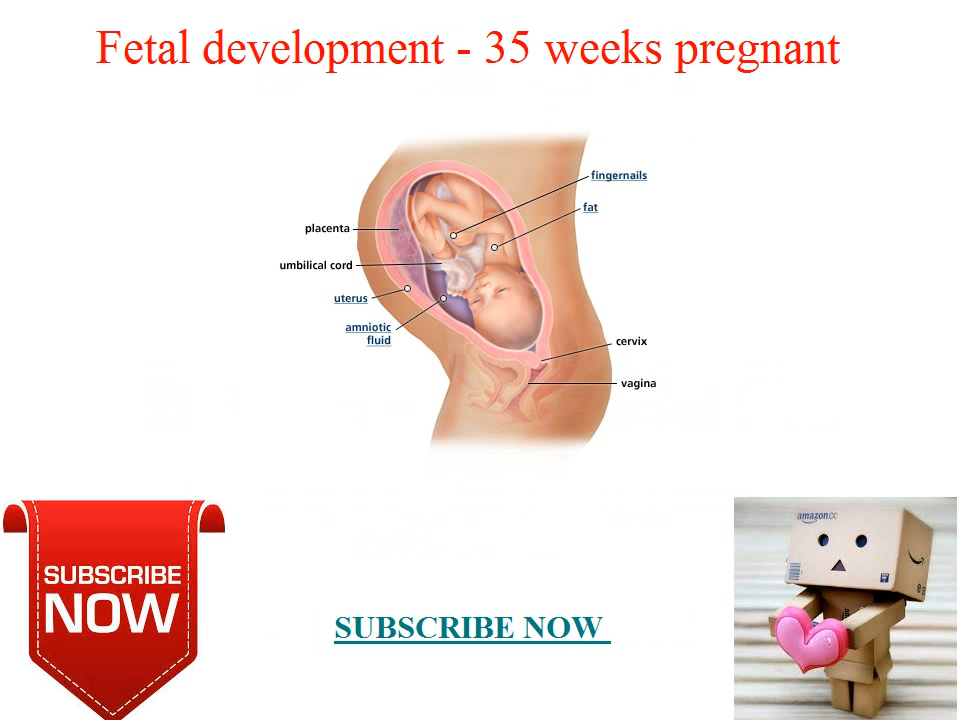 Fetal development - 35 weeks pregnant
fingernails
fat
placenta
umbilical cord
uterus
amniotic
fluid
cervix
vagina
SUBSCRIBE
NOW
SUBSCRIBE NOW
amazon.co